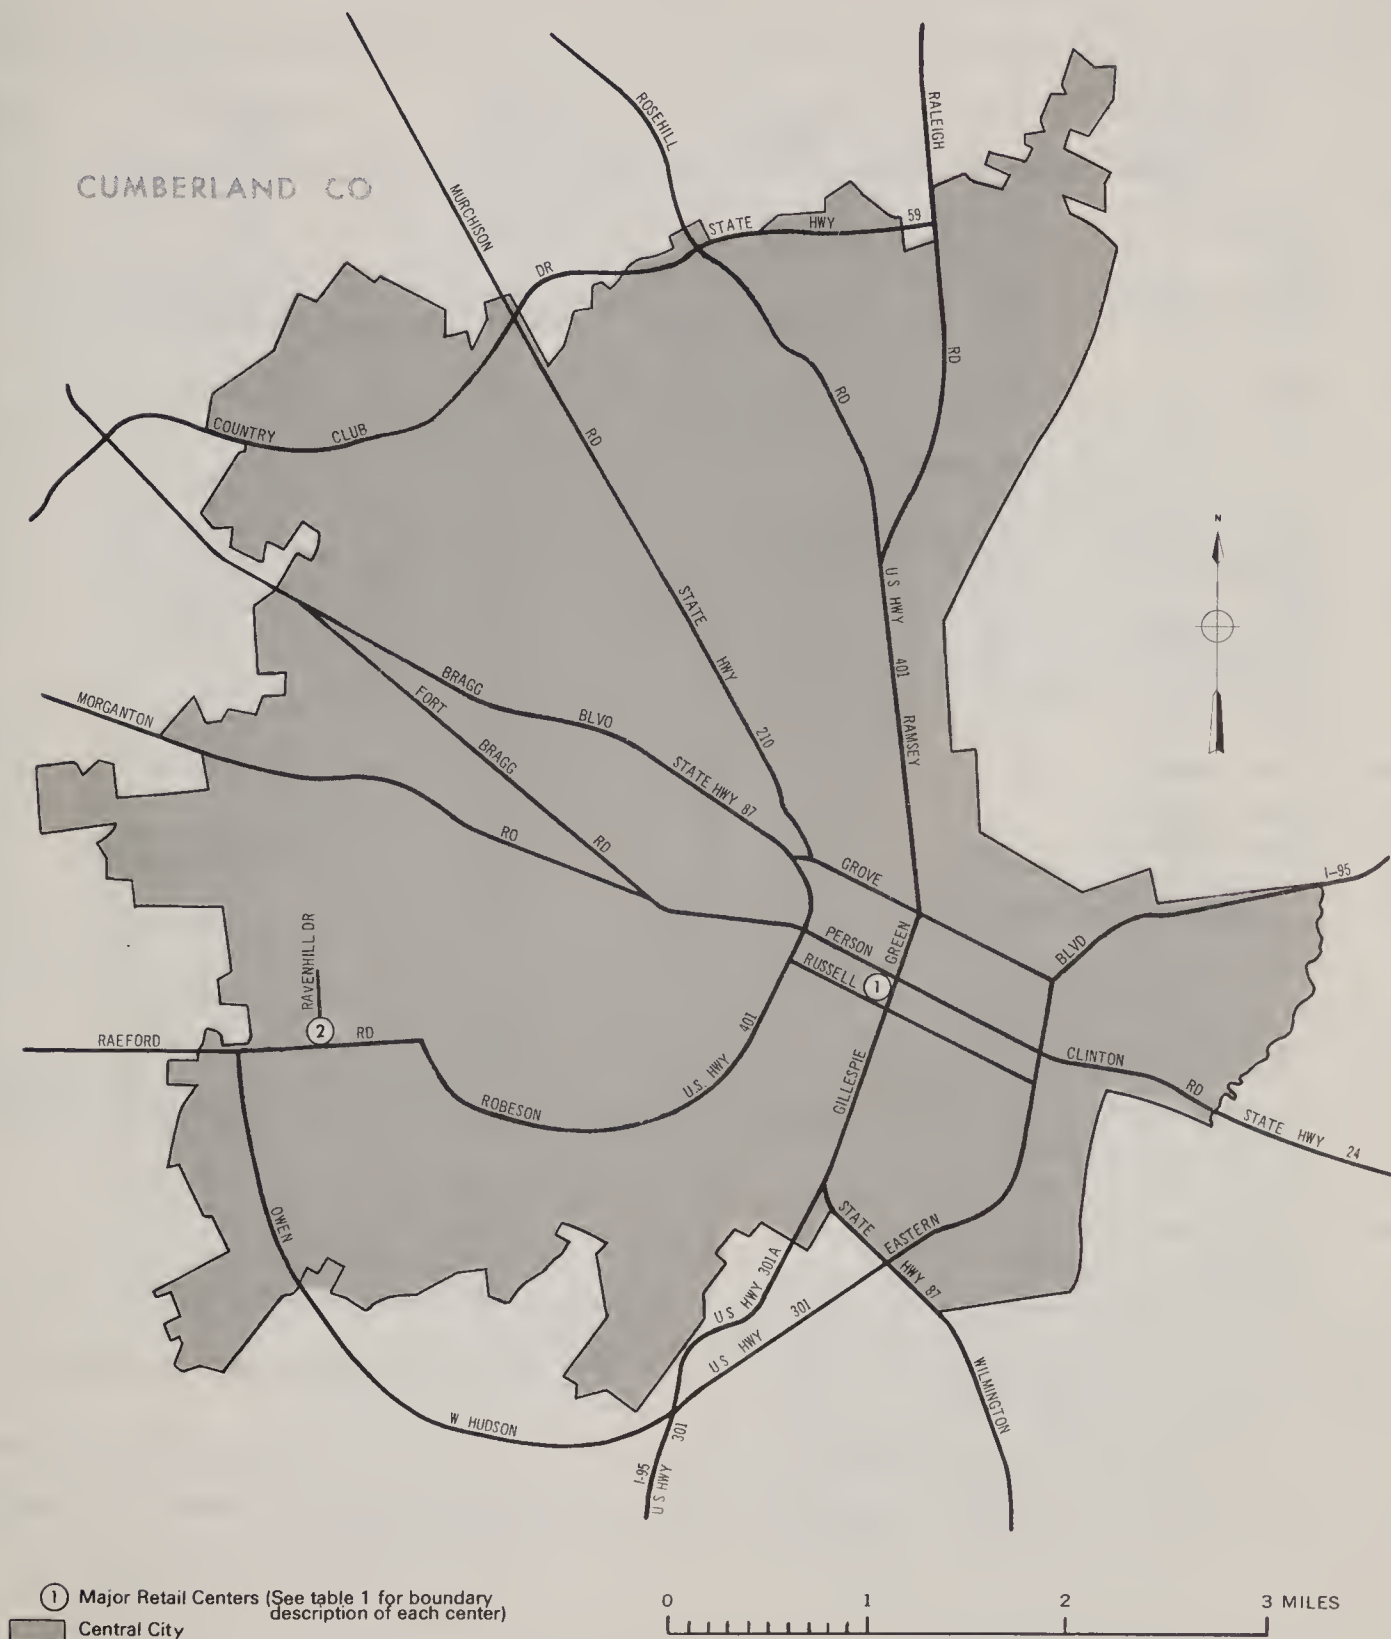 CUMBERLAND CO
MURCHISON
RD
STATE
HWY
210
ROSEHILL
RD
RALEIGH
RD
STATE
HWY
59
COUNTRY
CLUB
DR
N
U S HWY
401
RAMSEY
BRAGG
BLVD
STATE HWY 87
FORT
BRAGG
RD
MORGANTON
RD
GROVE
GREEN
PERSON
RUSSELL
1
I-95
BLVD
RAVENHILL DR
2
RAEFORD
RD
ROBESON
U.S. HWY
401
GILLESPIE
CLINTON
RD
STATE HWY 24
OWEN
STATE
HWY 87
EASTERN
U S HWY 301A
U S HWY 301
WILMINGTON
W HUDSON
301
I-95
U S HWY
1 Major Retail Centers (See table 1 for boundary
description of each center)
Central City
0 1 2 3 MILES